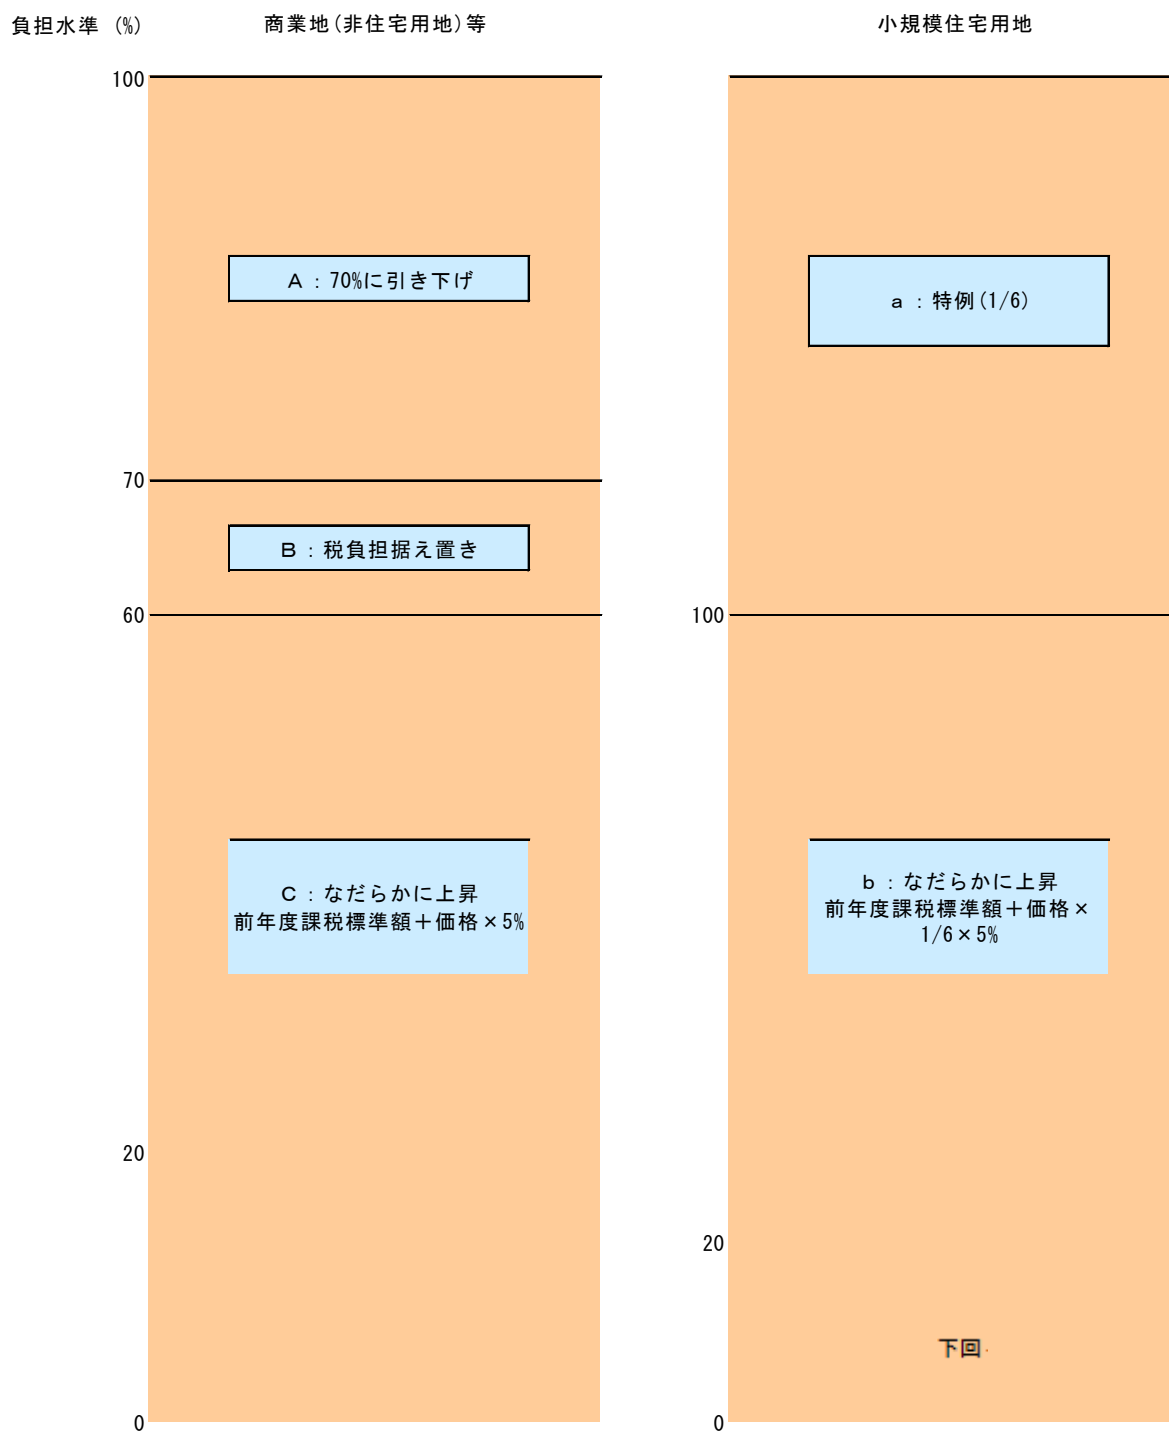 負担水準 (%)
商業地(非住宅用地)等
小規模住宅用地
100
A：70%に引き下げ
a：特例(1/6)
70
B：税負担据え置き
60
100
C：なだらかに上昇
前年度課税標準額＋価格×5%
b：なだらかに上昇
前年度課税標準額＋価格×
1/6×5%
20
20
下回
0
0